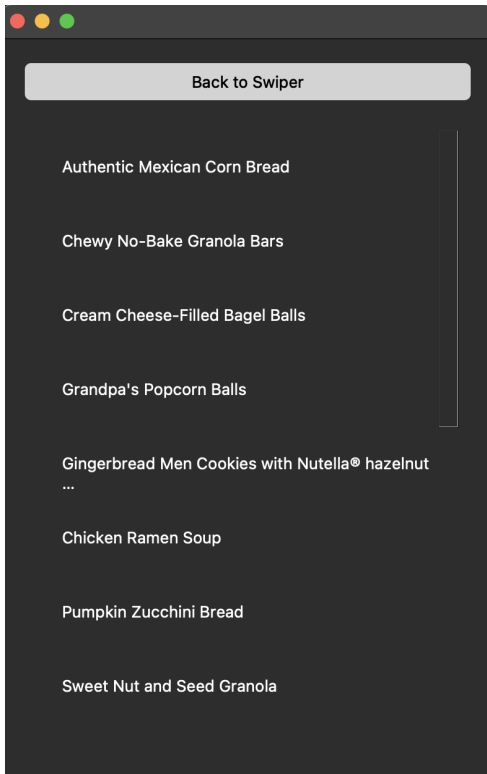 Back to Swiper
Authentic Mexican Corn Bread
Chewy No-Bake Granola Bars
Cream Cheese-Filled Bagel Balls
Grandpa's Popcorn Balls
Gingerbread Men Cookies with Nutella® hazelnut
...
Chicken Ramen Soup
Pumpkin Zucchini Bread
Sweet Nut and Seed Granola